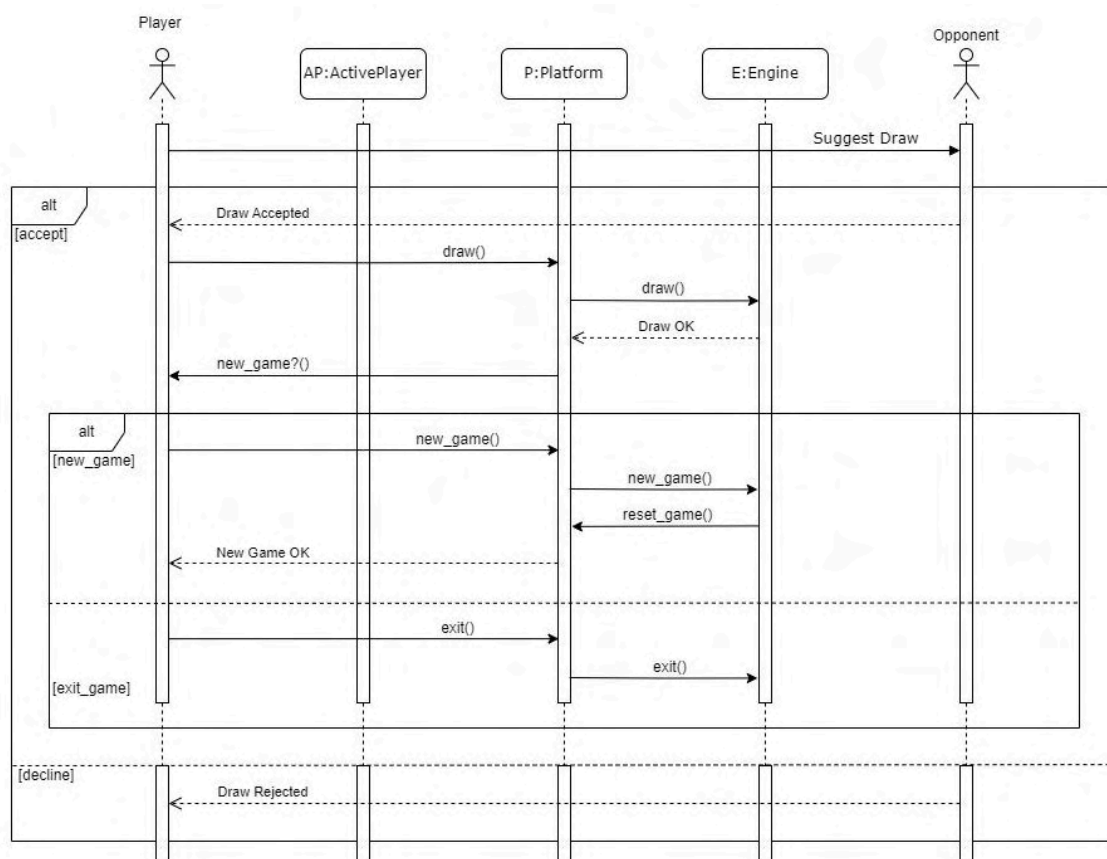 Player
Opponent
AP:ActivePlayer
P:Platform
E:Engine
Suggest Draw
alt
Draw Accepted
[accept]
draw()
draw()
Draw OK
new_game?()
alt
new_game()
[new_game]
new_game()
reset_game()
New Game OK
exit()
exit()
[exit_game]
[decline]
Draw Rejected